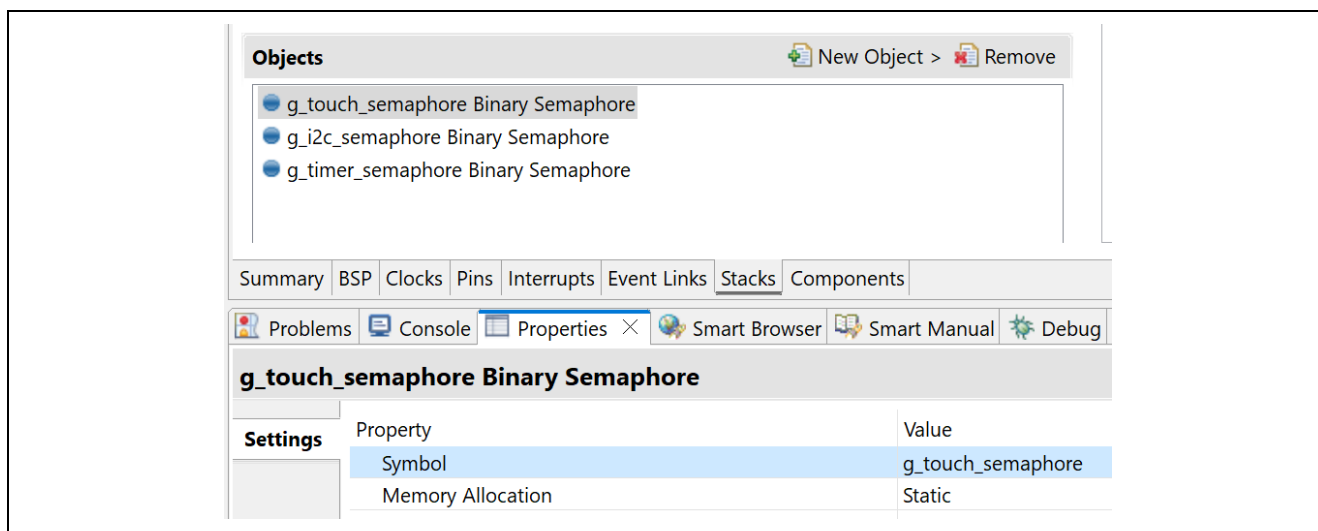 Objects New Object > Remove
g_touch_semaphore Binary Semaphore
g_i2c_semaphore Binary Semaphore
g_timer_semaphore Binary Semaphore
Summary BSP Clocks Pins Interrupts Event Links Stacks Components
Problems Console Properties Smart Browser Smart Manual Debug
g_touch_semaphore Binary Semaphore
Settings Property Value
Symbol g_touch_semaphore
Memory Allocation Static